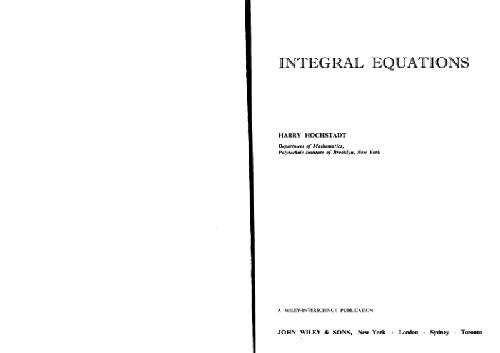 INTEGRAL EQUATIONS
HARRY HOCHSTADT
Department of Mathematics,
Polytechnic Institute of Brooklyn, New York
A WILEY-INTERSCIENCE PUBLICATION
JOHN WILEY & SONS, New York · London · Sydney · Toronto